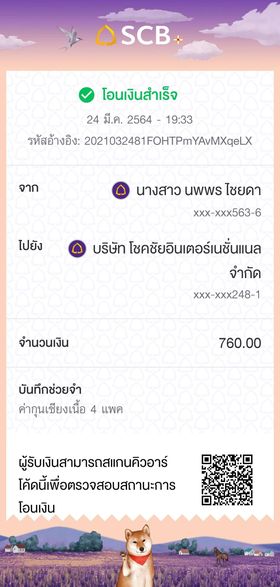 SCB
โอนเงินสำเร็จ
24 มี.ค. 2564 - 19:33
รหัสอ้างอิง: 2021032481FOHTPmYAvMXqeLX
จาก
นางสาว นพพร ไชยดา
xxx-xxx563-6
ไปยัง
บริษัท โชคชัยอินเตอร์เนชั่นแนล
จำกัด
xxx-xxx248-1
จำนวนเงิน
760.00
บันทึกช่วยจำ
ค่ากุนเชียงเนื้อ 4 แพค
ผู้รับเงินสามารถสแกนคิวอาร์
โค้ดนี้เพื่อตรวจสอบสถานะการ
โอนเงิน